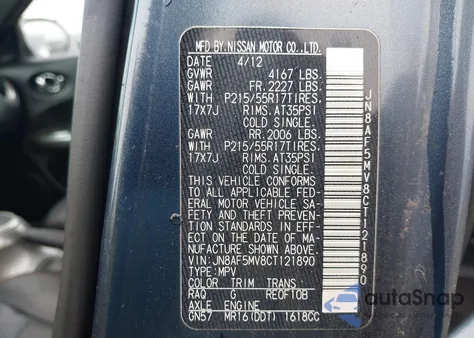 MFD BY NISSAN MOTOR CO.,LTD.
DATE 4/12
GVWR 4167 LBS.
GAWR FR. 2227 LBS.
WITH P215/55R17TIRES,
17X7J RIMS, AT35PSI
COLD SINGLE.
GAWR RR. 2006 LBS.
WITH P215/55R17TIRES,
17X7J RIMS, AT35PSI
COLD SINGLE.
THIS VEHICLE CONFORMS
TO ALL APPLICABLE FED-
ERAL MOTOR VEHICLE SA-
FETY AND THEFT PREVEN-
TION STANDARDS IN EFF-
ECT ON THE DATE OF MAN-
UFACTURE SHOWN ABOVE.
VIN:JN8AF5MV8CT121890
TYPE:MPV
COLOR TRIM TRANS
RAQ G RE0F10B
AXLE ENGINE
GN57 MR16(DDT) 1618CC
JN8AF5MV8CT121890
autoSnap